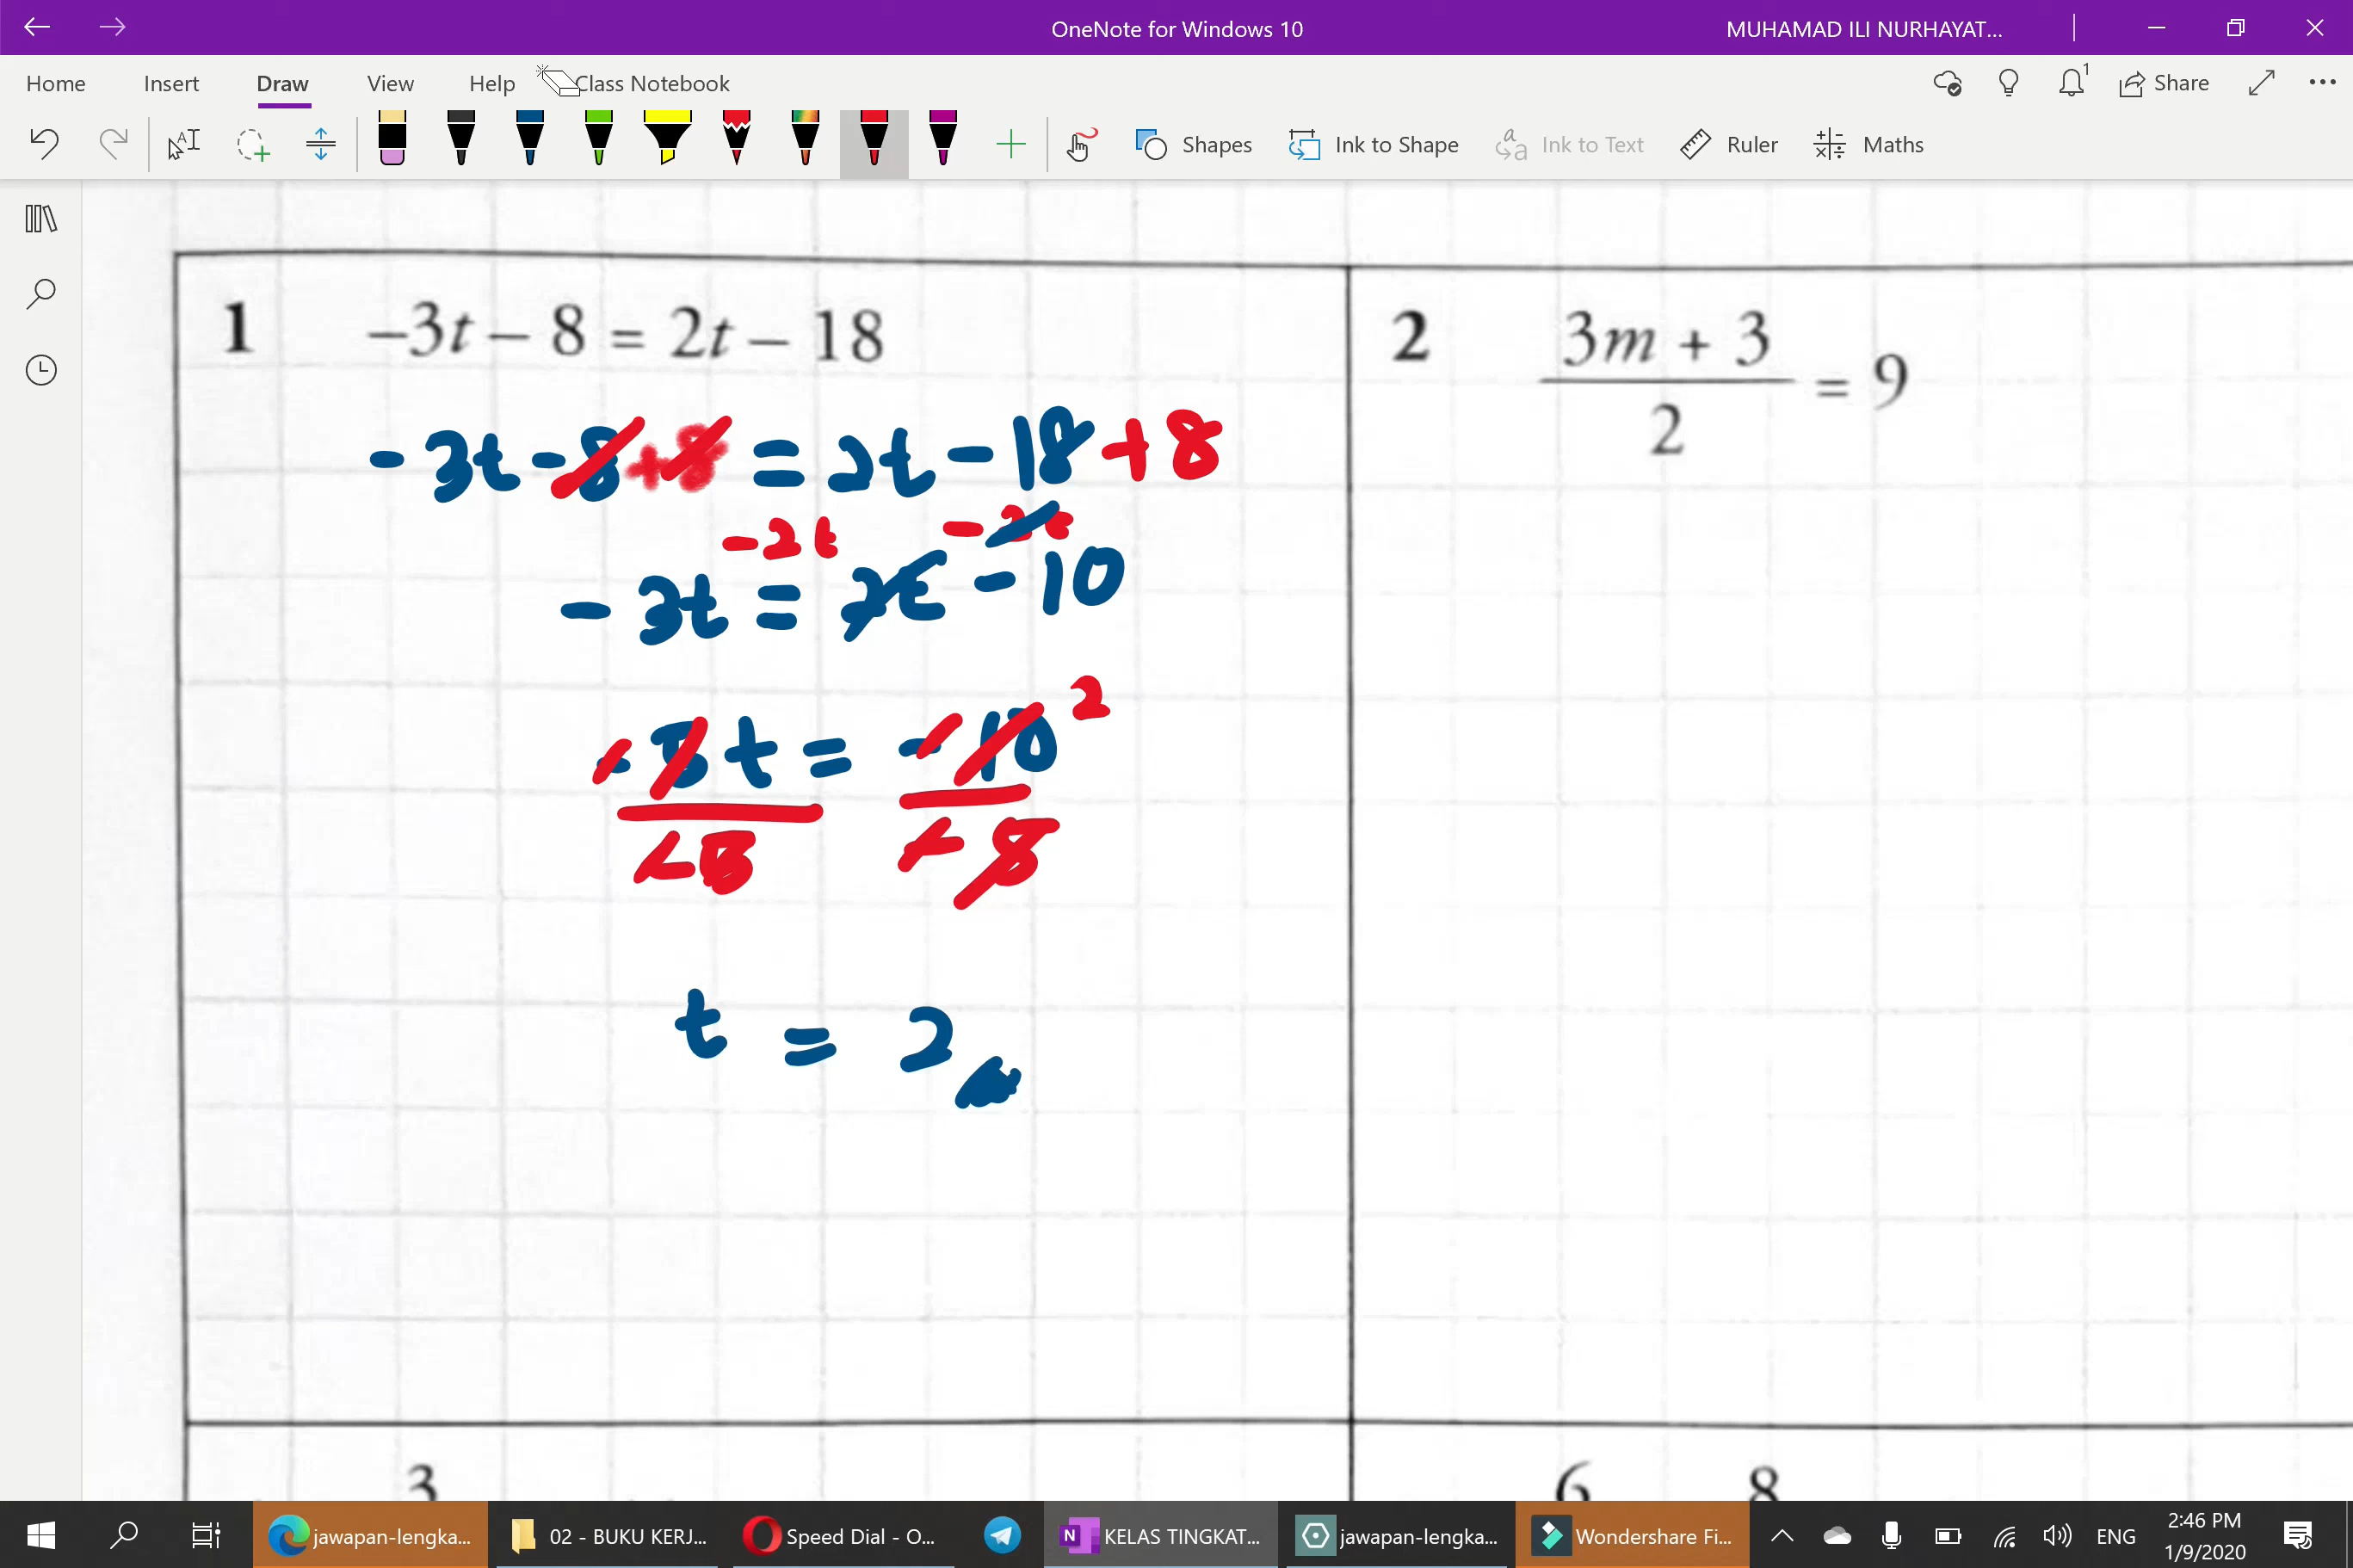 OneNote for Windows 10 MUHAMAD ILI NURHAYAT...
Home Insert Draw View Help Class Notebook 1 Share
Shapes Ink to Shape Ink to Text Ruler Maths
1 -3t - 8 = 2t - 18
-3t - 8 + 8 = 2t - 18 + 8
-2t -2t
-3t = 2t - 10
-5t = -10 2
-5 -5
t = 2
2 3m + 3
= 9
2
3 6 8
jawapan-lengka... 02 - BUKU KERJ... Speed Dial - O... KELAS TINGKAT... jawapan-lengka... Wondershare Fi... ENG 2:46 PM
1/9/2020